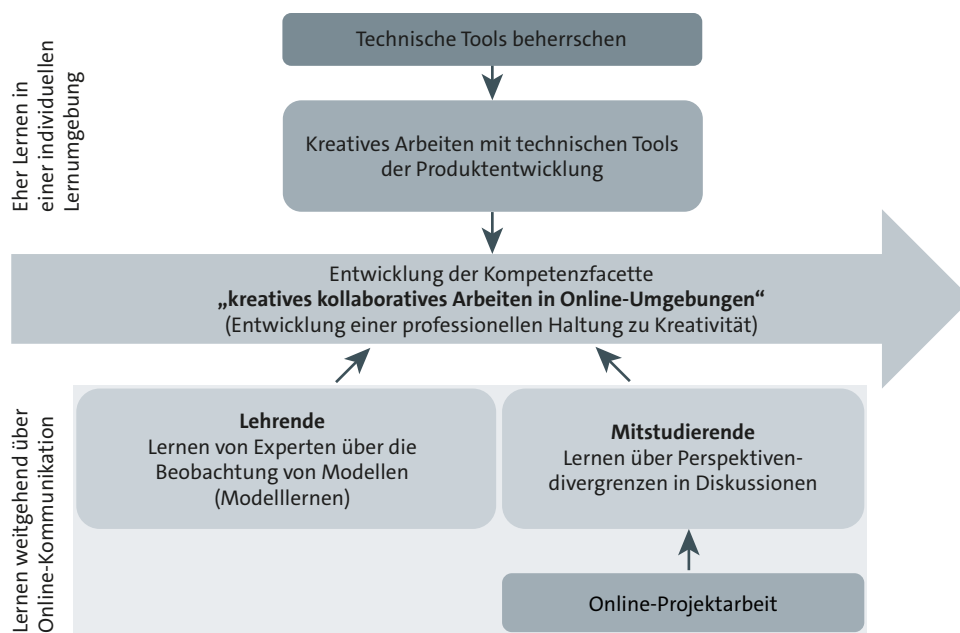 Technische Tools beherrschen
Eher Lernen in
einer individuellen
Lernumgebung
Kreatives Arbeiten mit technischen Tools
der Produktentwicklung
Entwicklung der Kompetenzfacette
„kreatives kollaboratives Arbeiten in Online-Umgebungen“
(Entwicklung einer professionellen Haltung zu Kreativität)
Lernen weitgehend über
Online-Kommunikation
Lehrende
Lernen von Experten über die
Beobachtung von Modellen
(Modelllernen)
Mitstudierende
Lernen über Perspektiven-
divergrenzen in Diskussionen
Online-Projektarbeit